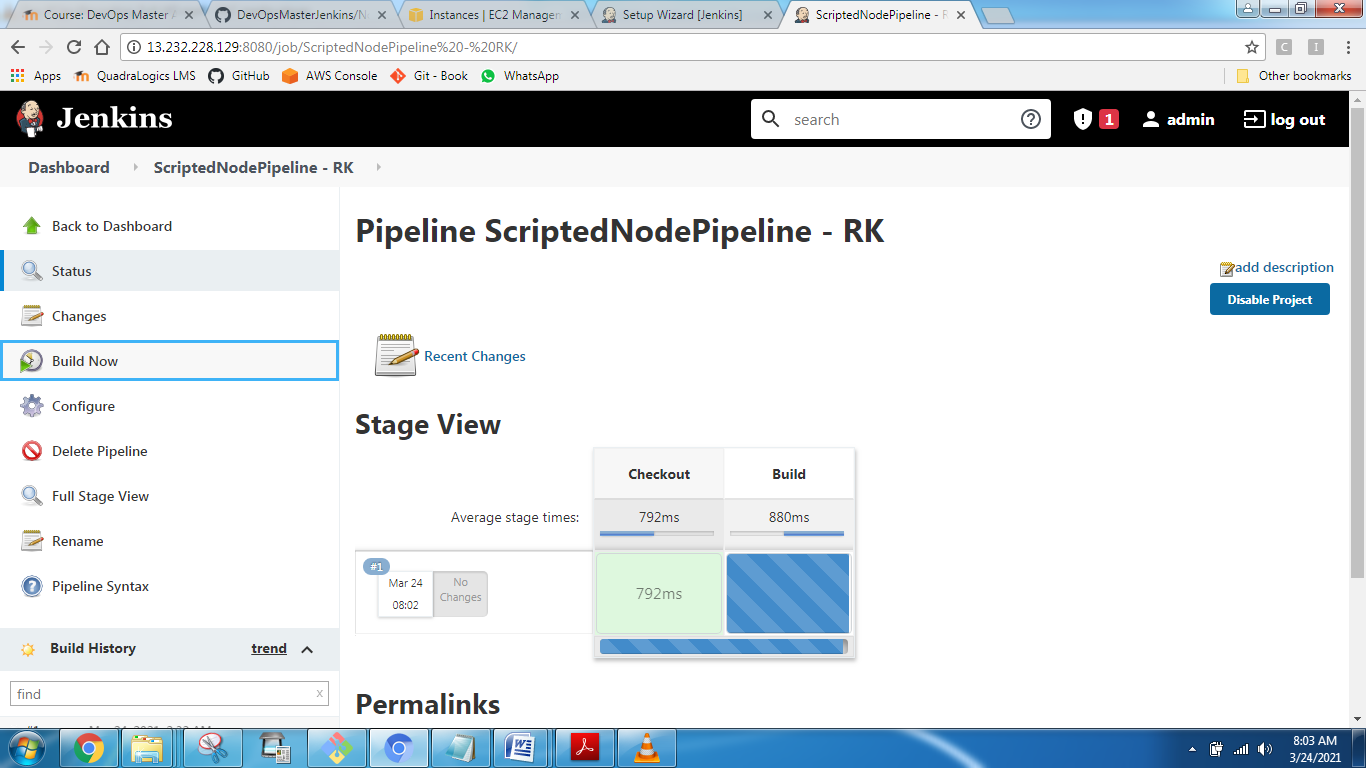 Course: DevOps Master A
DevOpsMasterJenkins/No
Instances | EC2 Managem
Setup Wizard [Jenkins]
ScriptedNodePipeline - R
13.232.228.129:8080/job/ScriptedNodePipeline%20-%20RK/
Apps QuadraLogics LMS GitHub AWS Console Git - Book WhatsApp Other bookmarks
Jenkins search 1 admin log out
Dashboard ScriptedNodePipeline - RK
Back to Dashboard
Status
Changes
Build Now
Configure
Delete Pipeline
Full Stage View
Rename
Pipeline Syntax
Build History trend
find x
Pipeline ScriptedNodePipeline - RK
add description
Disable Project
Recent Changes
Stage View
Checkout Build
Average stage times: 792ms 880ms
#1
Mar 24
08:02
No
Changes
792ms
Permalinks
8:03 AM
3/24/2021